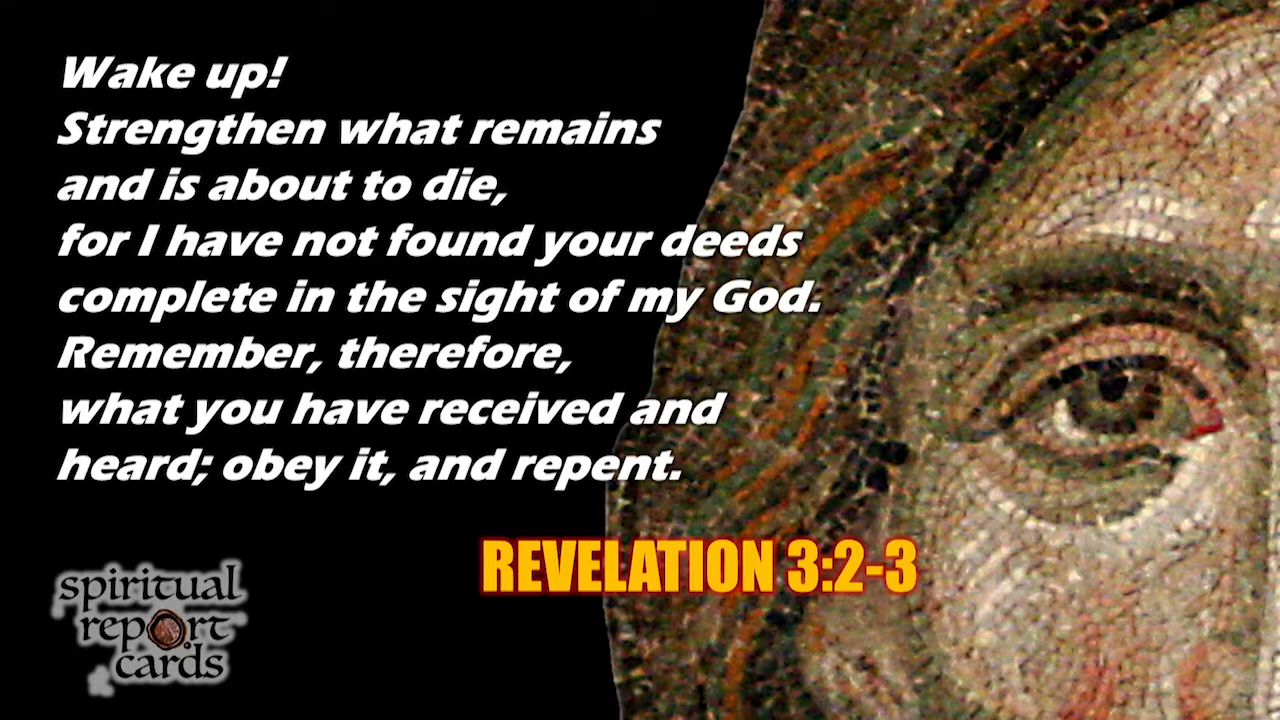 Wake up!
Strengthen what remains
and is about to die,
for I have not found your deeds
complete in the sight of my God.
Remember, therefore,
what you have received and
heard; obey it, and repent.
REVELATION 3:2-3
spiritual
report
cards